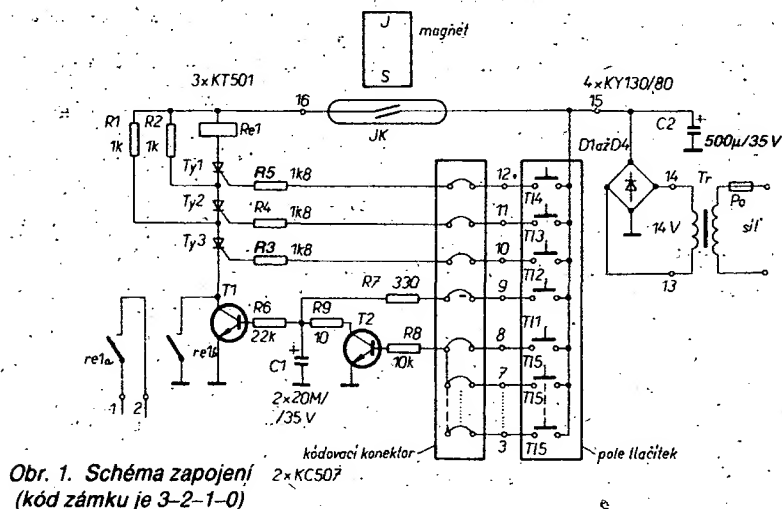 J
magnét
S
3×KT501
16
JK
4×KY130/80
15
C2
+
500μ/35 V
R1
1k
R2
1k
Re1
D1ažD4
14
Tr
Po
14 V
síť
13
Ty1
R5
1k8
12
Tl4
Ty2
R4
1k8
11
Tl3
Ty3
R3
1k8
10
Tl2
R7
330
9
Tl1
T1
R6
22k
R9
10
T2
R8
10k
8
Tl5
re1a
re1b
+
C1
2×20M/
/35 V
7
Tl5
3
Tl5
1
2
kódovací konektor
pole tlačítek
2×KC507
Obr. 1. Schéma zapojení
(kód zámku je 3–2–1–0)